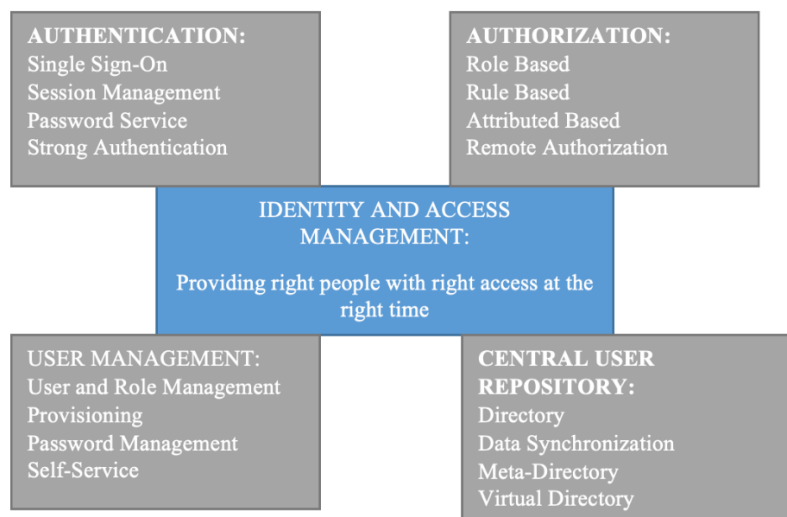 AUTHENTICATION:
Single Sign-On
Session Management
Password Service
Strong Authentication
AUTHORIZATION:
Role Based
Rule Based
Attributed Based
Remote Authorization
IDENTITY AND ACCESS
MANAGEMENT:
Providing right people with right access at the
right time
USER MANAGEMENT:
User and Role Management
Provisioning
Password Management
Self-Service
CENTRAL USER
REPOSITORY:
Directory
Data Synchronization
Meta-Directory
Virtual Directory